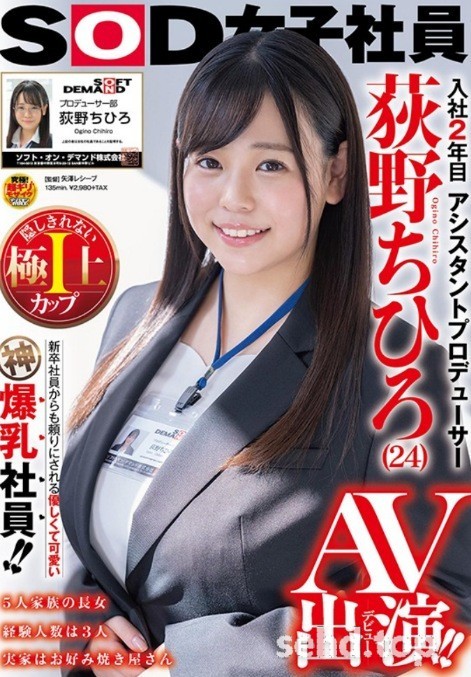 SOD女子社員
SOFT ON
DEMAND
プロデューサー部
荻野ちひろ
Ogino Chihiro
ソフト・オン・デマンド株式会社
【監督】矢澤レシーブ
135min. ¥2,980+TAX
入社2年目 アシスタントプロデューサー
荻野ちひろ(24)
Ogino Chihiro
隠しきれない
極上
I
カップ
新卒社員からも頼りにされる優しくて可愛い
神
爆乳社員!!
AV
出演!!
デビュー
5人家族の長女
経験人数は3人
実家はお好み焼き屋さん